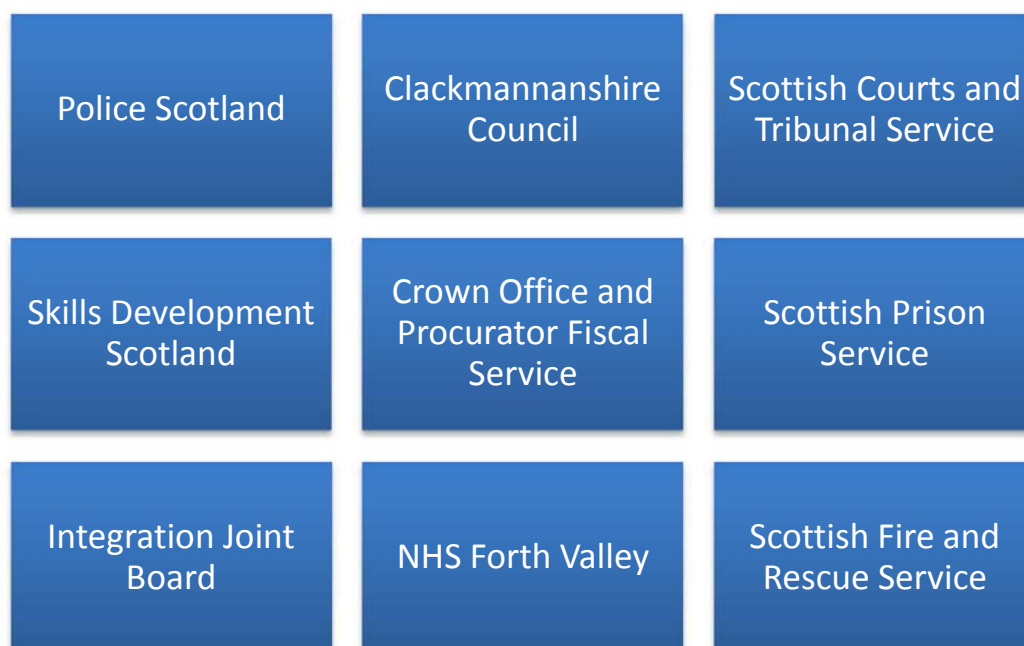 Police Scotland
Clackmannanshire
Council
Scottish Courts and
Tribunal Service
Skills Development
Scotland
Crown Office and
Procurator Fiscal
Service
Scottish Prison
Service
Integration Joint
Board
NHS Forth Valley
Scottish Fire and
Rescue Service